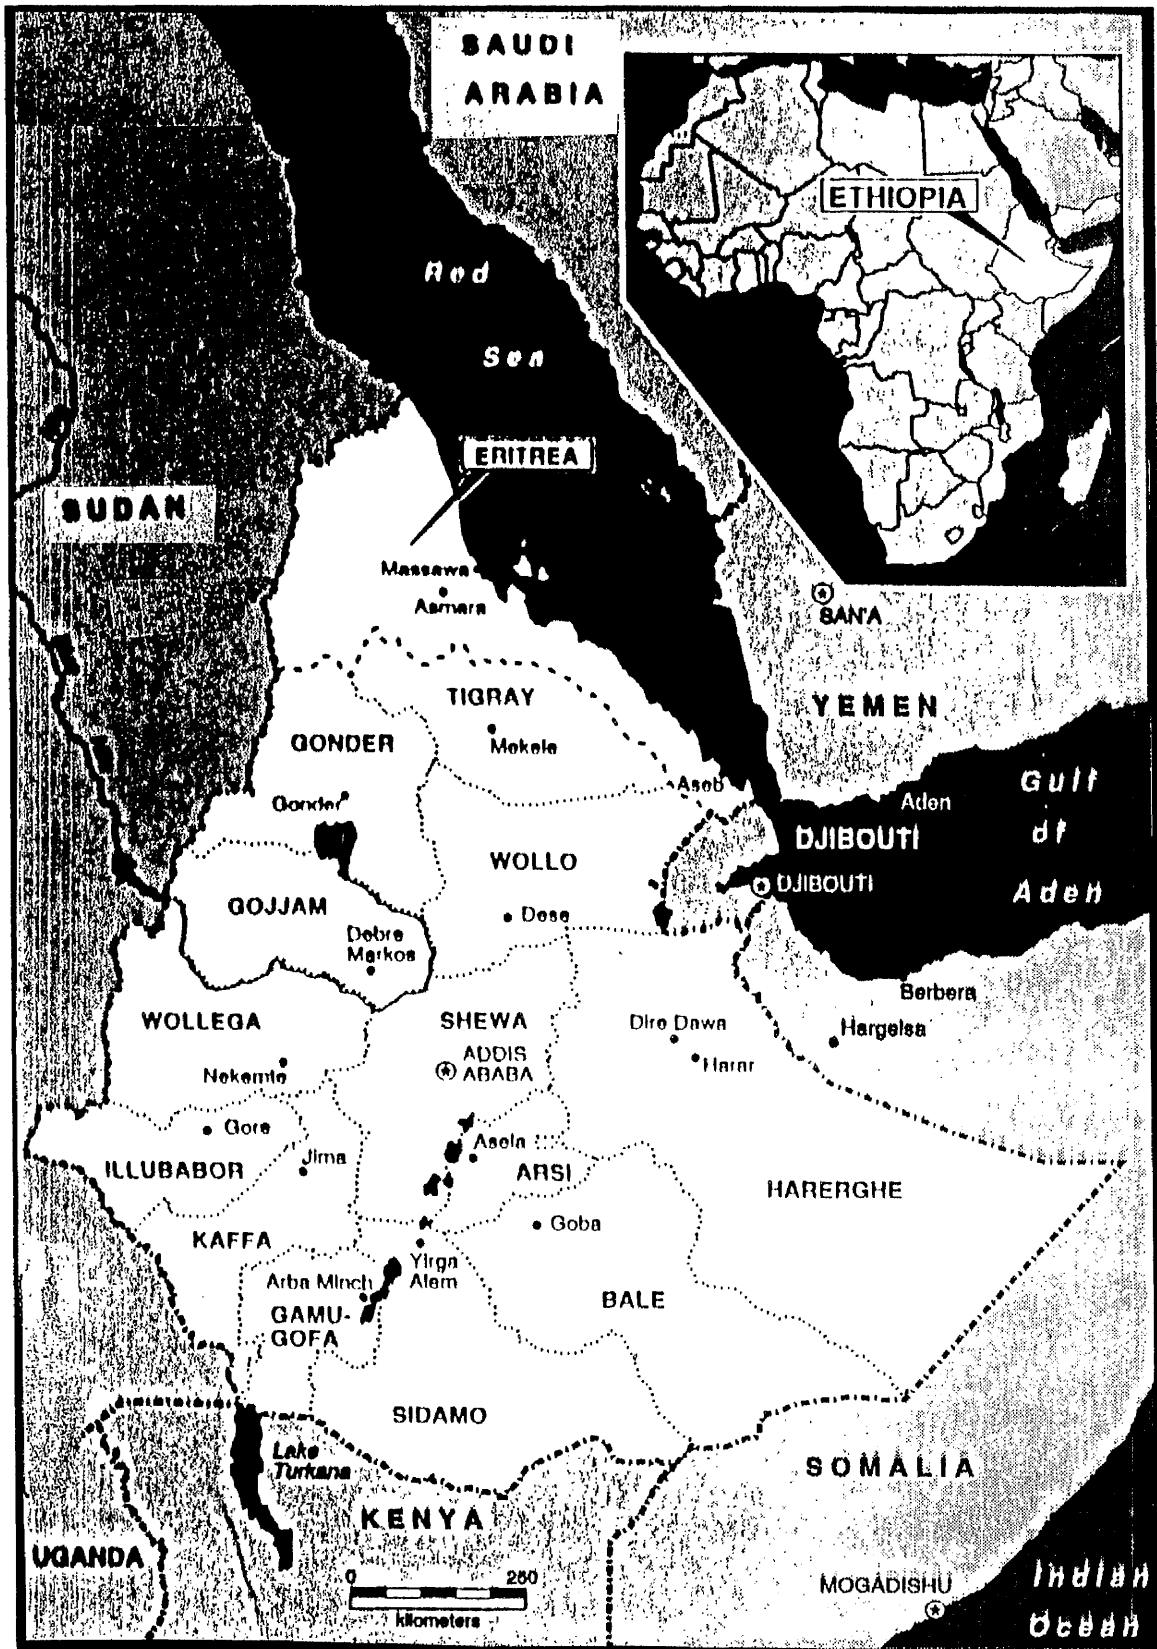 SAUDI
ARABIA
ETHIOPIA
Red
Sea
ERITREA
SUDAN
Massawa
Asmara
SAN'A
YEMEN
TIGRAY
Mekele
GONDER
Gonder
Aseb
Aden
Gulf
of
Aden
DJIBOUTI
DJIBOUTI
WOLLO
Dese
GOJJAM
Debre
Markos
Berbera
Hargeisa
WOLLEGA
SHEWA
Dire Dawa
Harar
ADDIS
ABABA
Nekemte
Gore
Asela
ILLUBABOR
Jima
ARSI
HARERGHE
Goba
KAFFA
Yirga
Alem
Arba Minch
GAMU-
GOFA
BALE
SIDAMO
Lake
Turkana
SOMALIA
KENYA
UGANDA
0 250
kilometers
MOGADISHU
Indian
Ocean